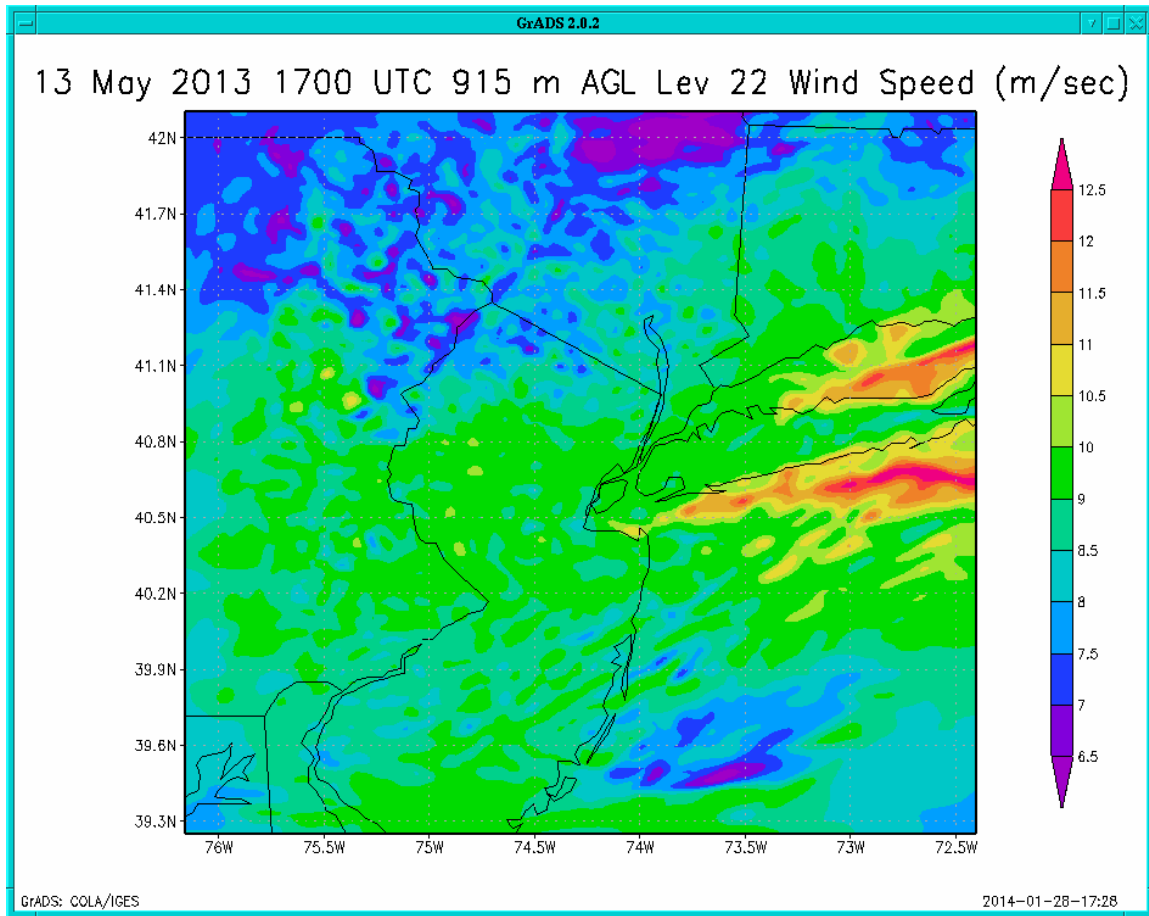 GrADS 2.0.2
13 May 2013 1700 UTC 915 m AGL Lev 22 Wind Speed (m/sec)
42N
41.7N
41.4N
41.1N
40.8N
40.5N
40.2N
39.9N
39.6N
39.3N
76W 75.5W 75W 74.5W 74W 73.5W 73W 72.5W
12.5
12
11.5
11
10.5
10
9
8.5
8
7.5
7
6.5
GrADS: COLA/IGES 2014-01-28-17:28